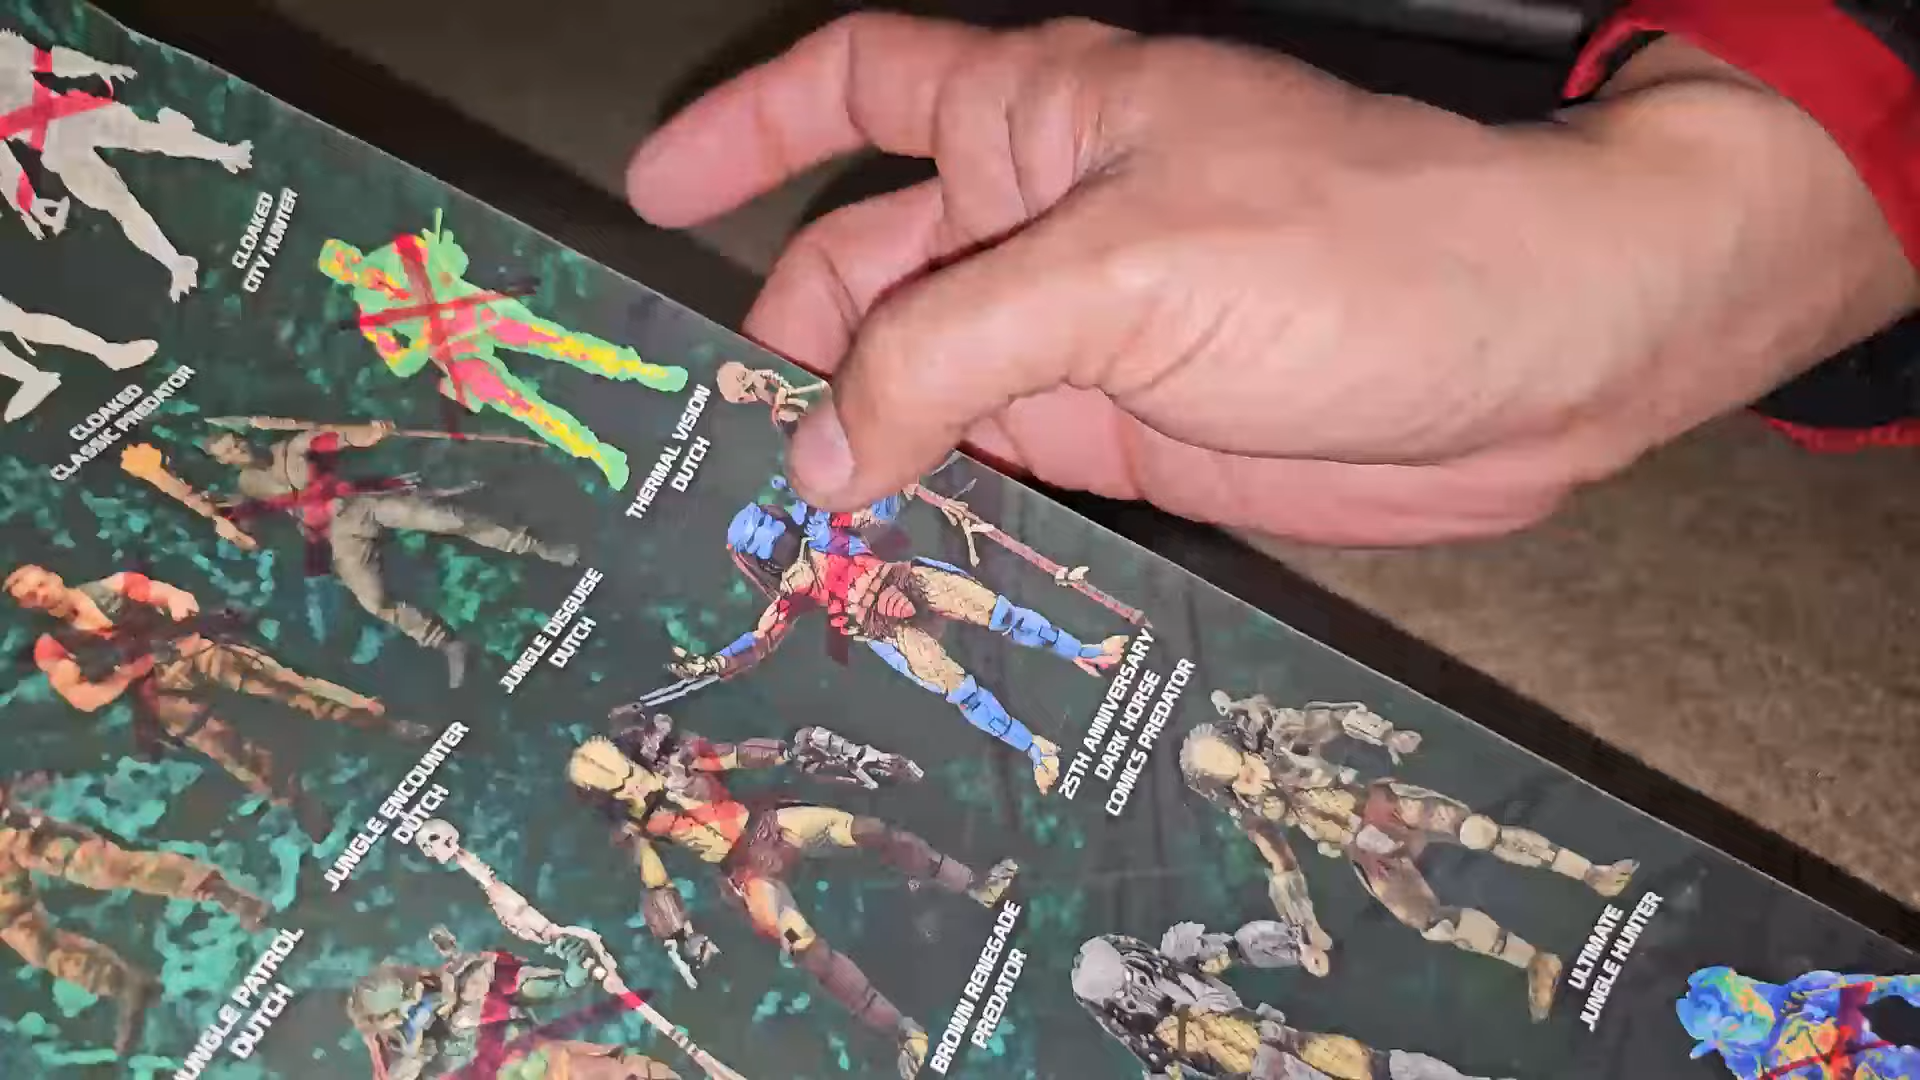 CLOAKED
CITY HUNTER
CLOAKED
CLASSIC PREDATOR
THERMAL VISION
DUTCH
JUNGLE DISGUISE
DUTCH
JUNGLE ENCOUNTER
DUTCH
25TH ANNIVERSARY
DARK HORSE
COMICS PREDATOR
JUNGLE PATROL
DUTCH
BROWN RENEGADE
PREDATOR
ULTIMATE
JUNGLE HUNTER